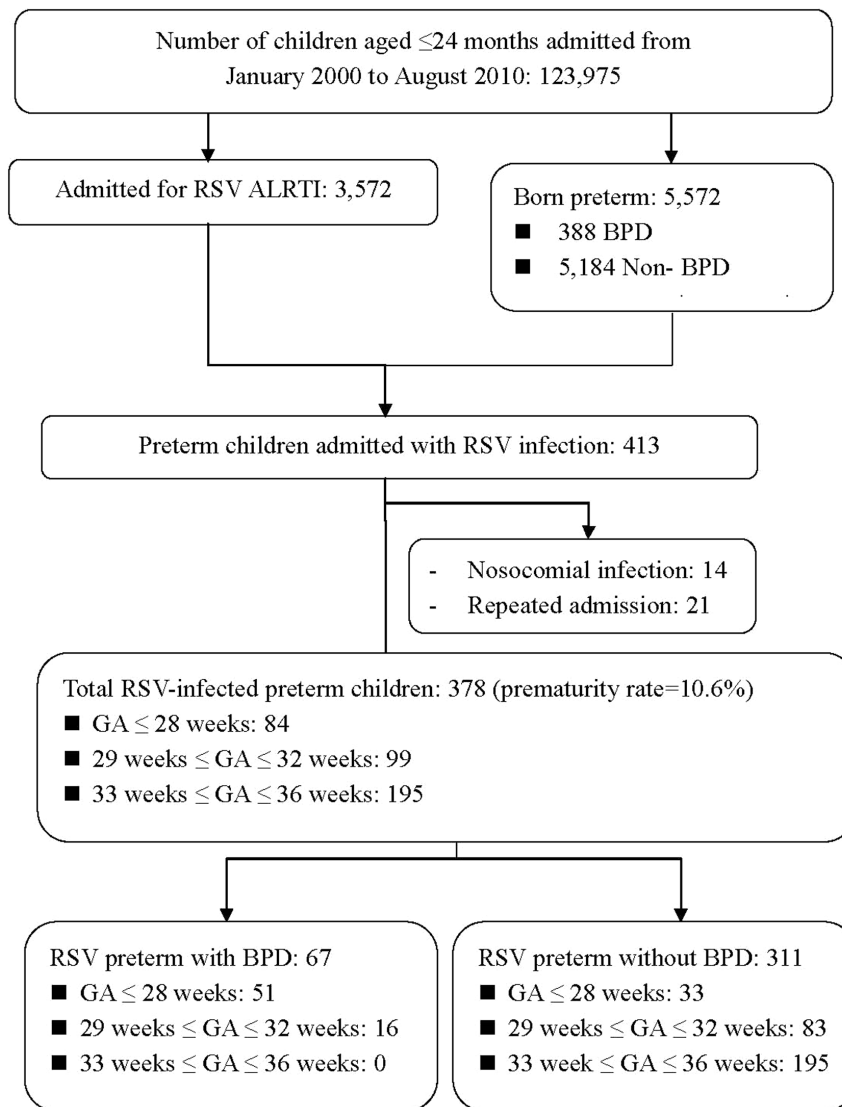 Number of children aged ≤24 months admitted from
January 2000 to August 2010: 123,975
Admitted for RSV ALRTI: 3,572
Born preterm: 5,572
■ 388 BPD
■ 5,184 Non- BPD
Preterm children admitted with RSV infection: 413
- Nosocomial infection: 14
- Repeated admission: 21
Total RSV-infected preterm children: 378 (prematurity rate=10.6%)
■ GA ≤ 28 weeks: 84
■ 29 weeks ≤ GA ≤ 32 weeks: 99
■ 33 weeks ≤ GA ≤ 36 weeks: 195
RSV preterm with BPD: 67
■ GA ≤ 28 weeks: 51
■ 29 weeks ≤ GA ≤ 32 weeks: 16
■ 33 weeks ≤ GA ≤ 36 weeks: 0
RSV preterm without BPD: 311
■ GA ≤ 28 weeks: 33
■ 29 weeks ≤ GA ≤ 32 weeks: 83
■ 33 week ≤ GA ≤ 36 weeks: 195